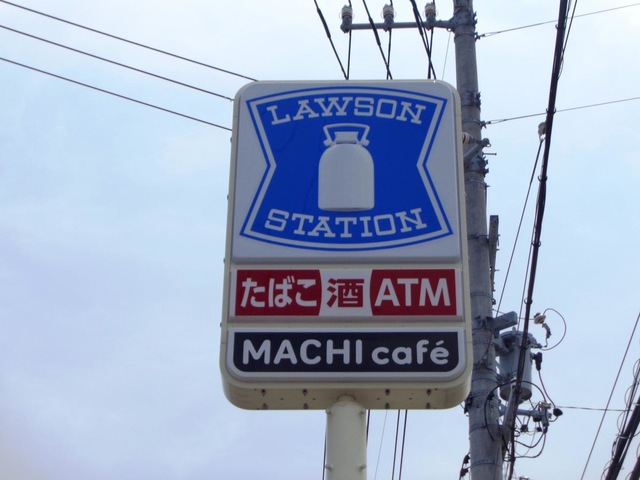 LAWSON
STATION
たばこ 酒 ATM
MACHI café